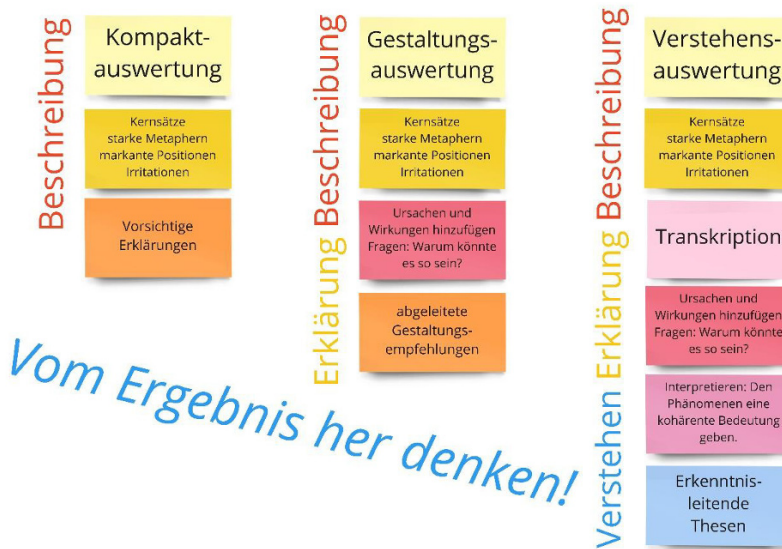 Beschreibung
Kompakt-
auswertung
Kernsätze
starke Metaphern
markante Positionen
Irritationen
Vorsichtige
Erklärungen
Erklärung Beschreibung
Gestaltungs-
auswertung
Kernsätze
starke Metaphern
markante Positionen
Irritationen
Ursachen und
Wirkungen hinzufügen
Fragen: Warum könnte
es so sein?
abgeleitete
Gestaltungs-
empfehlungen
Verstehen Erklärung Beschreibung
Verstehens-
auswertung
Kernsätze
starke Metaphern
markante Positionen
Irritationen
Transkription
Ursachen und
Wirkungen hinzufügen
Fragen: Warum könnte
es so sein?
Interpretieren: Den
Phänomenen eine
kohärente Bedeutung
geben.
Erkenntnis-
leitende
Thesen
Vom Ergebnis her denken!